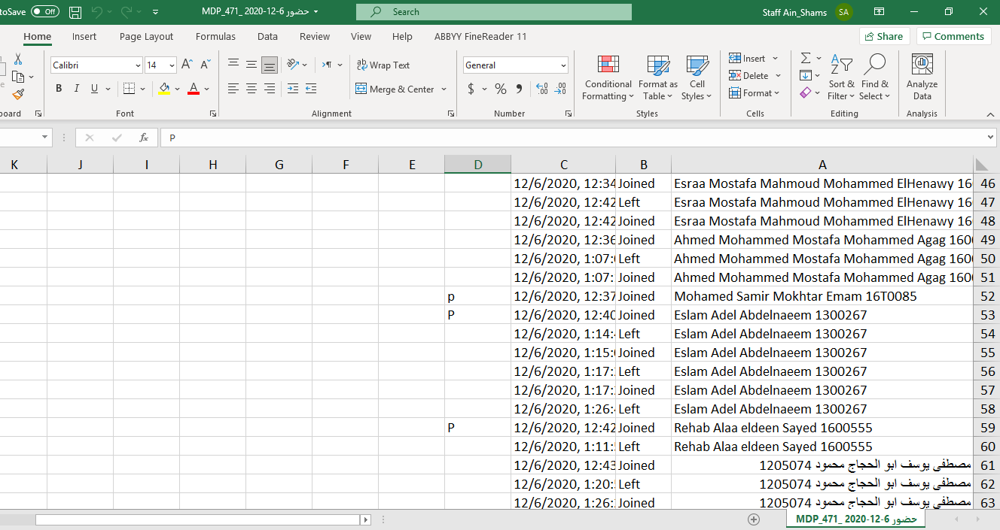 toSave Off MDP_471_ 2020-12-6 حضور Search Staff Ain_Shams SA
Home Insert Page Layout Formulas Data Review View Help ABBYY FineReader 11 Share Comments
Calibri 14 Wrap Text General Insert
B I U Merge & Center $ % Conditional Formatting Format as Table Cell Styles Delete Format Sort & Filter Find & Select Analyze Data
board Font Alignment Number Styles Cells Editing Analysis
fx P
K J I H G F E D C B A
12/6/2020, 12:34 Joined Esraa Mostafa Mahmoud Mohammed ElHenawy 16 46
12/6/2020, 12:42 Left Esraa Mostafa Mahmoud Mohammed ElHenawy 16 47
12/6/2020, 12:42 Joined Esraa Mostafa Mahmoud Mohammed ElHenawy 16 48
12/6/2020, 12:36 Joined Ahmed Mohammed Mostafa Mohammed Agag 160 49
12/6/2020, 1:07: Left Ahmed Mohammed Mostafa Mohammed Agag 160 50
12/6/2020, 1:07: Joined Ahmed Mohammed Mostafa Mohammed Agag 160 51
p 12/6/2020, 12:37 Joined Mohamed Samir Mokhtar Emam 16T0085 52
P 12/6/2020, 12:40 Joined Eslam Adel Abdelnaeem 1300267 53
12/6/2020, 1:14: Left Eslam Adel Abdelnaeem 1300267 54
12/6/2020, 1:15: Joined Eslam Adel Abdelnaeem 1300267 55
12/6/2020, 1:17: Left Eslam Adel Abdelnaeem 1300267 56
12/6/2020, 1:17: Joined Eslam Adel Abdelnaeem 1300267 57
12/6/2020, 1:26: Left Eslam Adel Abdelnaeem 1300267 58
P 12/6/2020, 12:42 Joined Rehab Alaa eldeen Sayed 1600555 59
12/6/2020, 1:11: Left Rehab Alaa eldeen Sayed 1600555 60
12/6/2020, 12:43 Joined مصطفى يوسف ابو الحجاج محمود 1205074 61
12/6/2020, 1:20: Left مصطفى يوسف ابو الحجاج محمود 1205074 62
12/6/2020, 1:26: Joined مصطفى يوسف ابو الحجاج محمود 1205074 63
MDP_471_ 2020-12-6 حضور